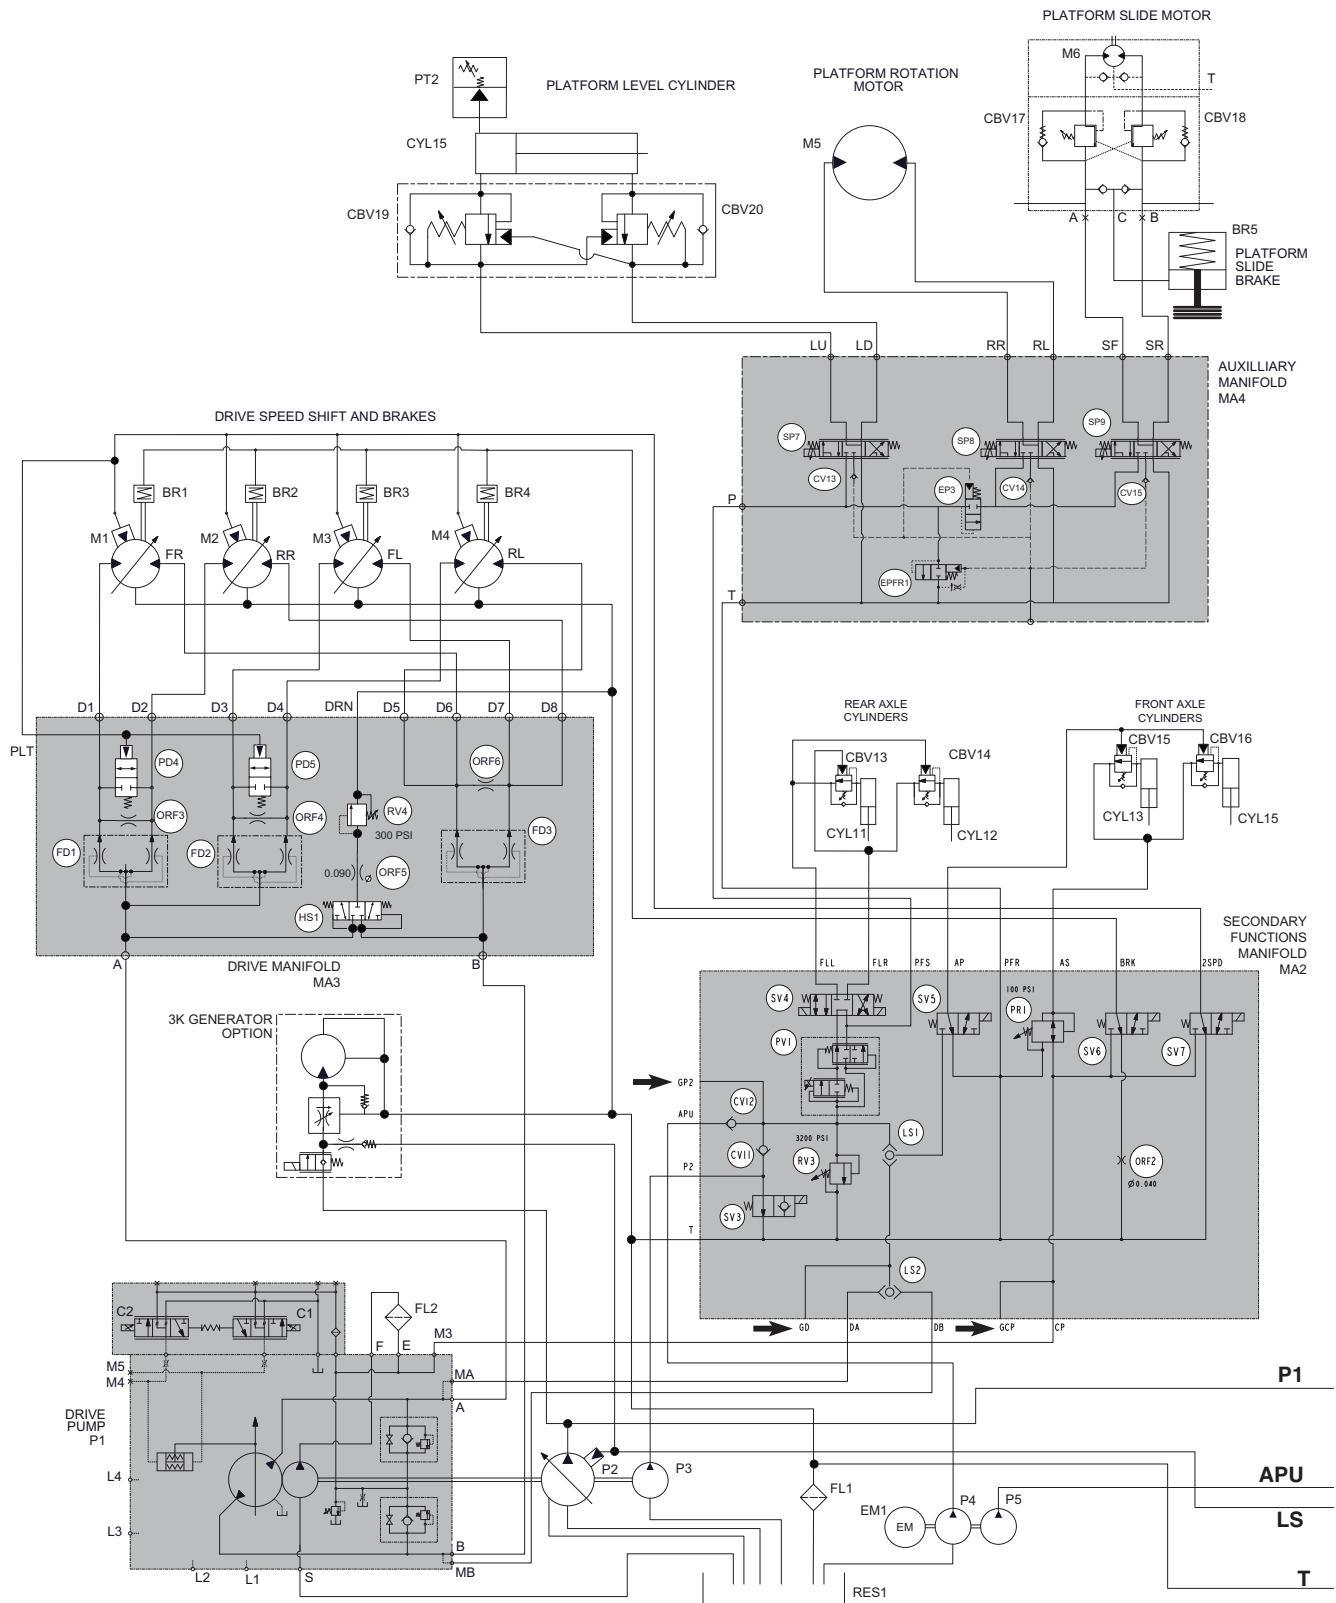 PLATFORM SLIDE MOTOR
M6
T
PT2
PLATFORM LEVEL CYLINDER
PLATFORM ROTATION
MOTOR
CBV17
CBV18
CYL15
M5
CBV19
CBV20
A
C
B
BR5
PLATFORM
SLIDE
BRAKE
LU
LD
RR
RL
SF
SR
AUXILLIARY
MANIFOLD
MA4
DRIVE SPEED SHIFT AND BRAKES
SP7
SP8
SP9
CV13
EP3
CV14
CV15
BR1
BR2
BR3
BR4
P
M1
FR
M2
RR
M3
FL
M4
RL
EPFR1
T
D1
D2
D3
D4
DRN
D5
D6
D7
D8
REAR AXLE
CYLINDERS
FRONT AXLE
CYLINDERS
PLT
PD4
PD5
ORF6
CBV13
CBV14
CBV15
CBV16
ORF3
ORF4
RV4
300 PSI
FD1
FD2
FD3
CYL11
CYL12
CYL13
CYL15
0.090
ORF5
HS1
A
DRIVE MANIFOLD
MA3
B
SECONDARY
FUNCTIONS
MANIFOLD
MA2
FLL
FLR
PFS
AP
PFR
AS
BRK
2SPD
3K GENERATOR
OPTION
SV4
SV5
100 PSI
PR1
SV6
SV7
PV1
GP2
CV12
APU
LS1
CV11
3200 PSI
RV3
P2
ORF2
Ø0.040
SV3
T
LS2
GD
DA
DB
GCP
CP
C2
C1
FL2
F
E
M3
M5
M4
MA
A
P1
DRIVE
PUMP
P1
L4
P2
P3
APU
FL1
EM1
EM
P4
P5
LS
L3
B
MB
L2
L1
S
RES1
T